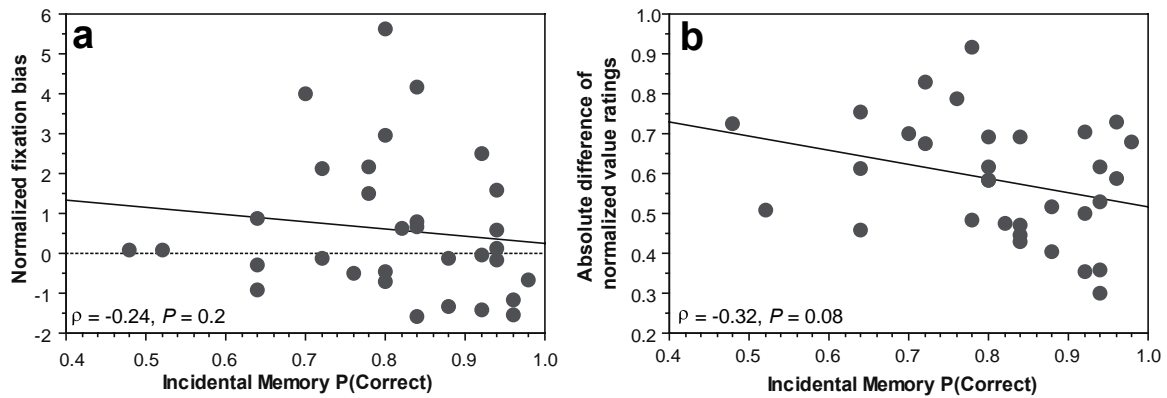 a
Normalized fixation bias
6
5
4
3
2
1
0
-1
-2
ρ = -0.24, P = 0.2
0.4 0.5 0.6 0.7 0.8 0.9 1.0
Incidental Memory P(Correct)
b
Absolute difference of
normalized value ratings
1.0
0.9
0.8
0.7
0.6
0.5
0.4
0.3
0.2
ρ = -0.32, P = 0.08
0.4 0.5 0.6 0.7 0.8 0.9 1.0
Incidental Memory P(Correct)